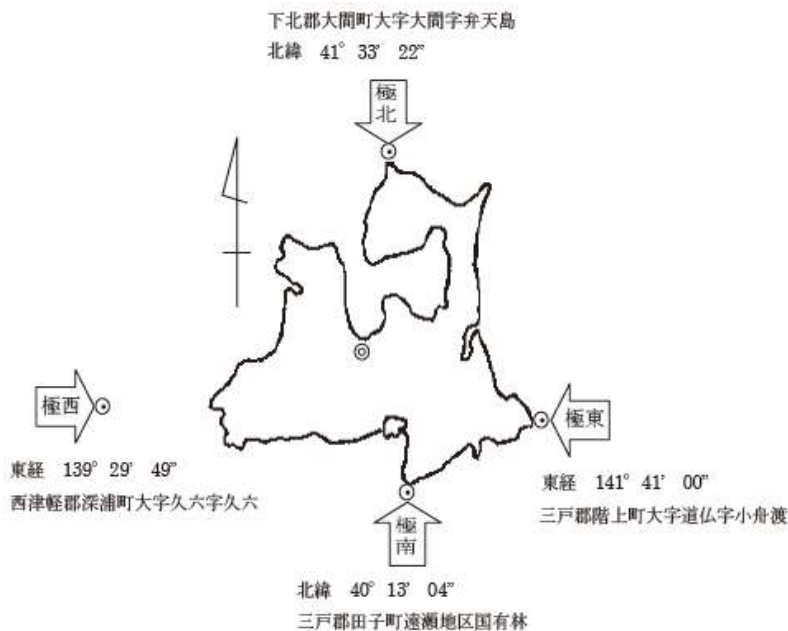 下北郡大間町大字大間字弁天島
北緯 41° 33′ 22″
極北
極西
東経 139° 29′ 49″
西津軽郡深浦町大字久六字久六
極東
東経 141° 41′ 00″
三戸郡階上町大字道仏字小舟渡
極南
北緯 40° 13′ 04″
三戸郡田子町遠瀬地区国有林